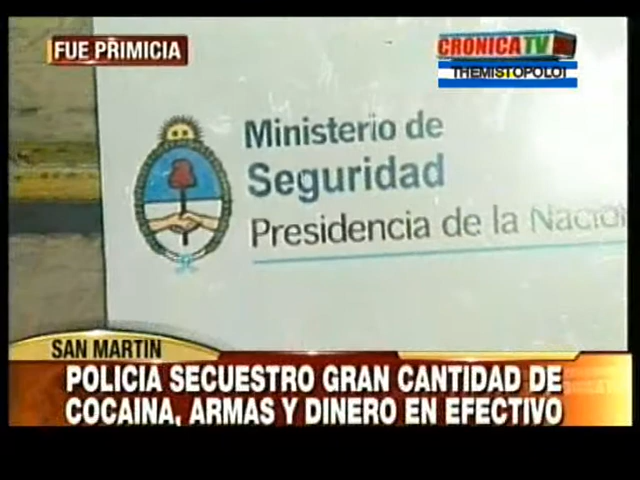 FUE PRIMICIA
CRONICA TV
THEMISTOPOLOI
Ministerio de
Seguridad
Presidencia de la Nación
SAN MARTIN
POLICIA SECUESTRO GRAN CANTIDAD DE
COCAINA, ARMAS Y DINERO EN EFECTIVO